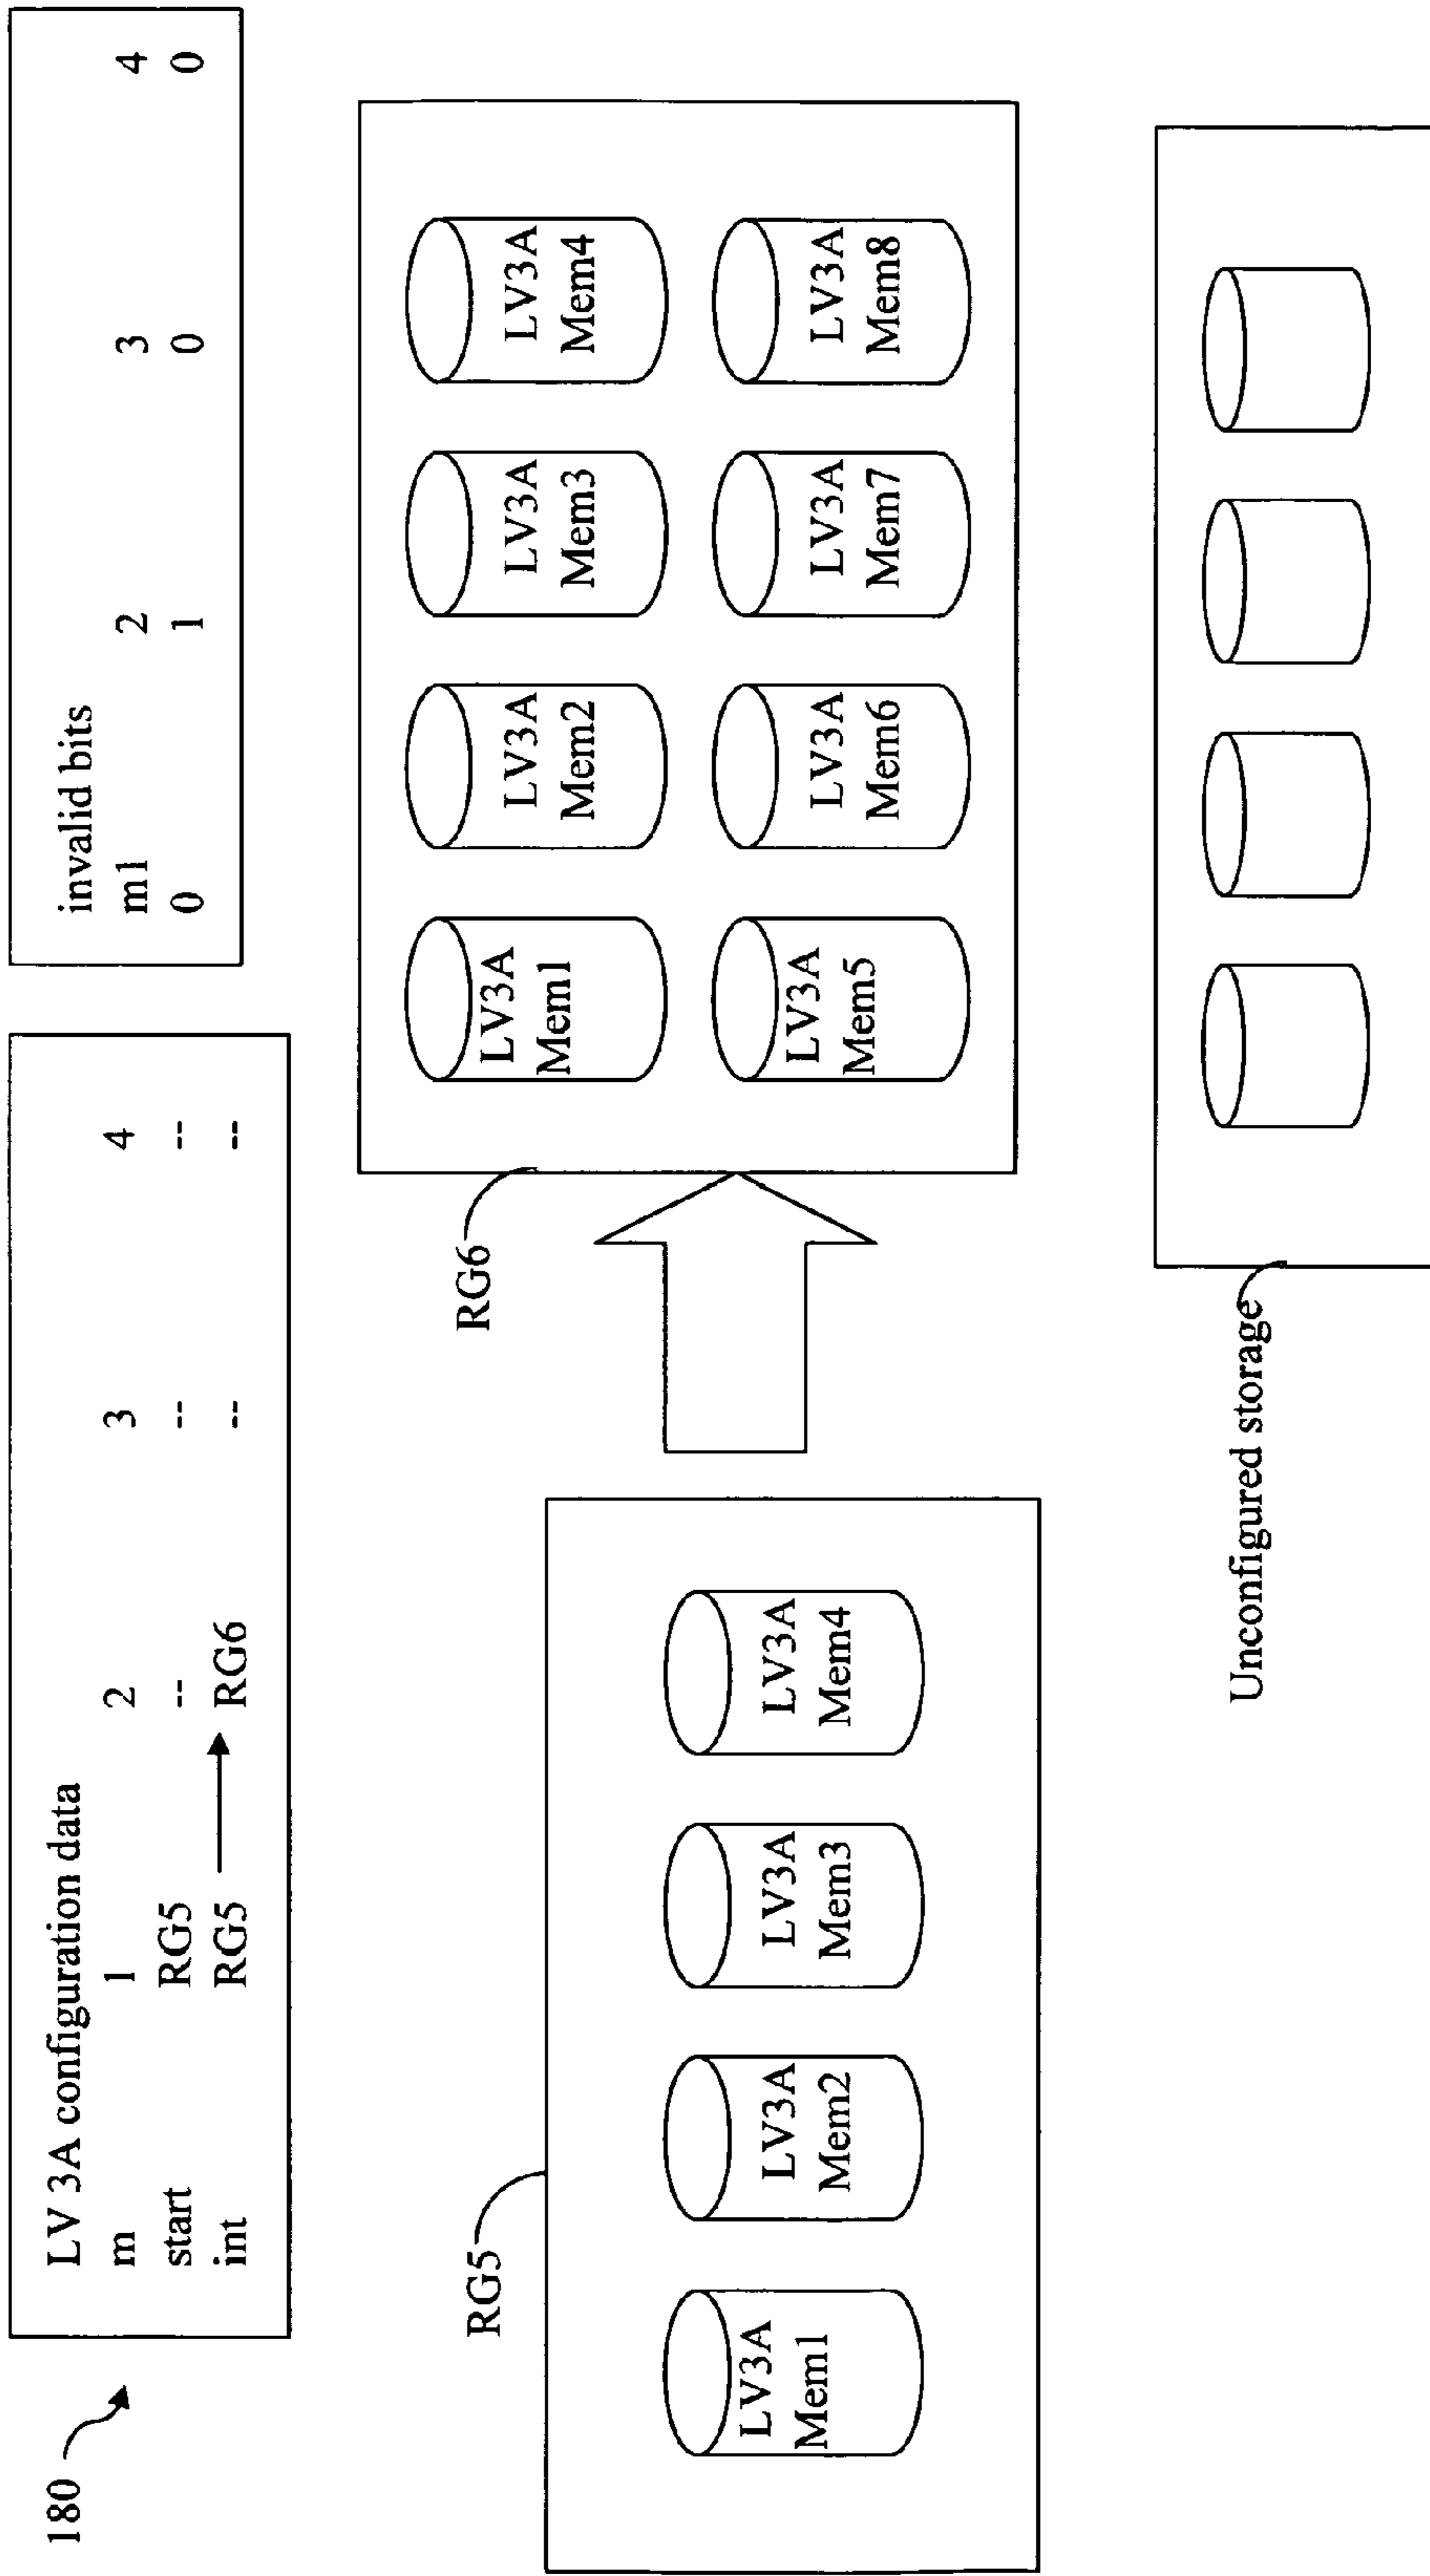 180
LV 3A configuration data
m 1 2 3 4
start RG5 -- -- --
int RG5 RG6 -- --
invalid bits
m1 2 3 4
0 1 0 0
RG5
LV3A
Mem1
LV3A
Mem2
LV3A
Mem3
LV3A
Mem4
RG6
LV3A
Mem1
LV3A
Mem2
LV3A
Mem3
LV3A
Mem4
LV3A
Mem5
LV3A
Mem6
LV3A
Mem7
LV3A
Mem8
Unconfigured storage